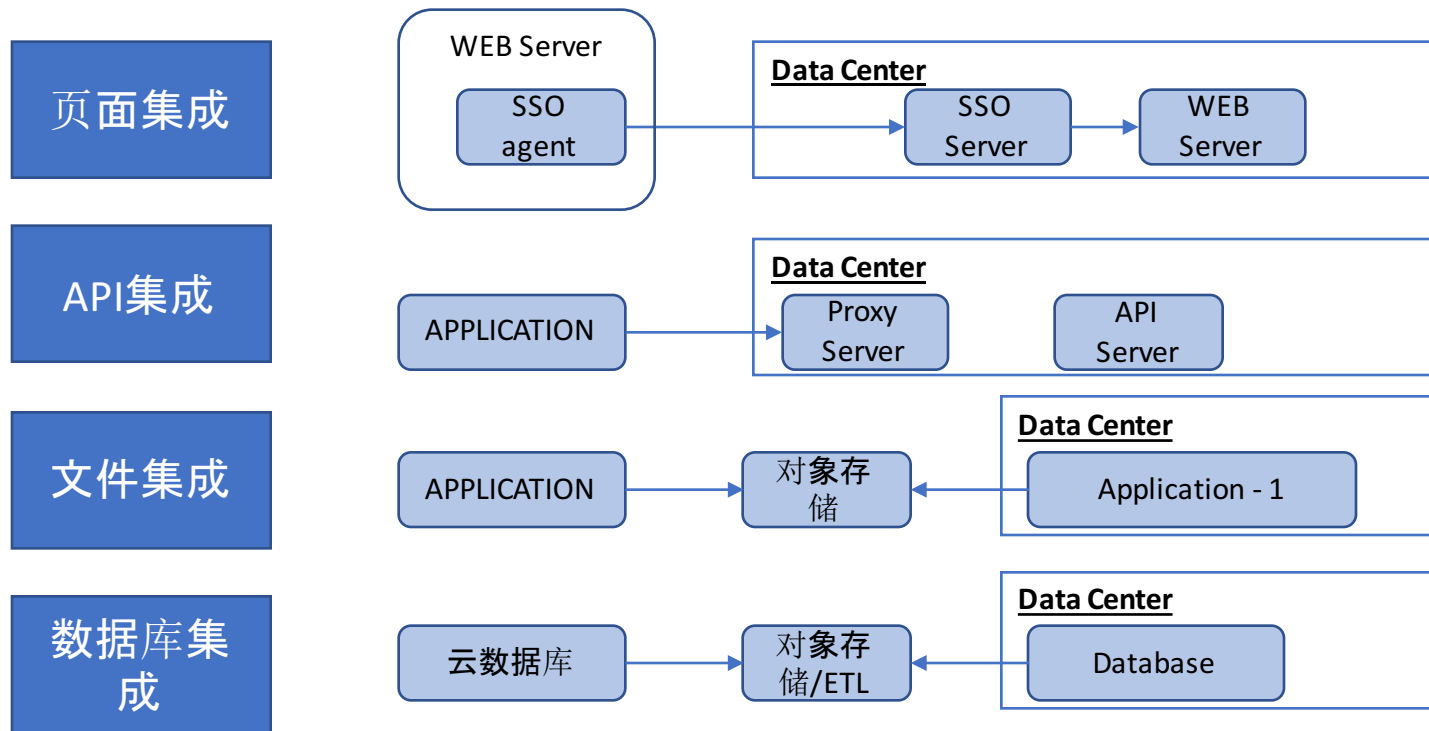 页面集成
WEB Server
SSO
agent
Data Center
SSO
Server
WEB
Server
API集成
APPLICATION
Data Center
Proxy
Server
API
Server
文件集成
APPLICATION
对象存
储
Data Center
Application - 1
数据库集
成
云数据库
对象存
储/ETL
Data Center
Database